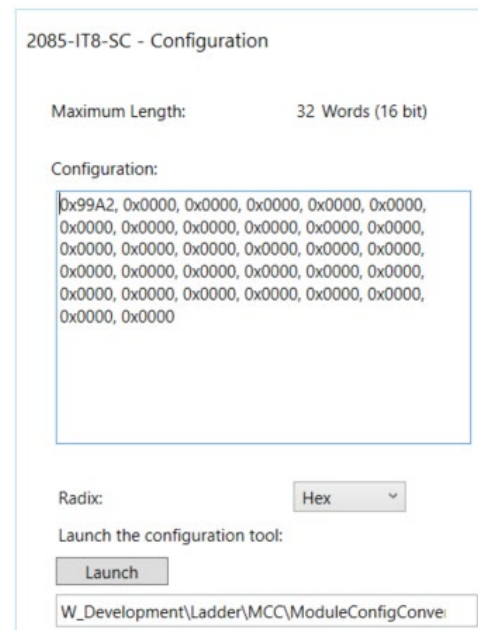 2085-IT8-SC - Configuration
Maximum Length: 32 Words (16 bit)
Configuration:
0x99A2, 0x0000, 0x0000, 0x0000, 0x0000, 0x0000,
0x0000, 0x0000, 0x0000, 0x0000, 0x0000, 0x0000,
0x0000, 0x0000, 0x0000, 0x0000, 0x0000, 0x0000,
0x0000, 0x0000, 0x0000, 0x0000, 0x0000, 0x0000,
0x0000, 0x0000, 0x0000, 0x0000, 0x0000, 0x0000,
0x0000, 0x0000
Radix: Hex
Launch the configuration tool:
Launch
W_Development\Ladder\MCC\ModuleConfigConve